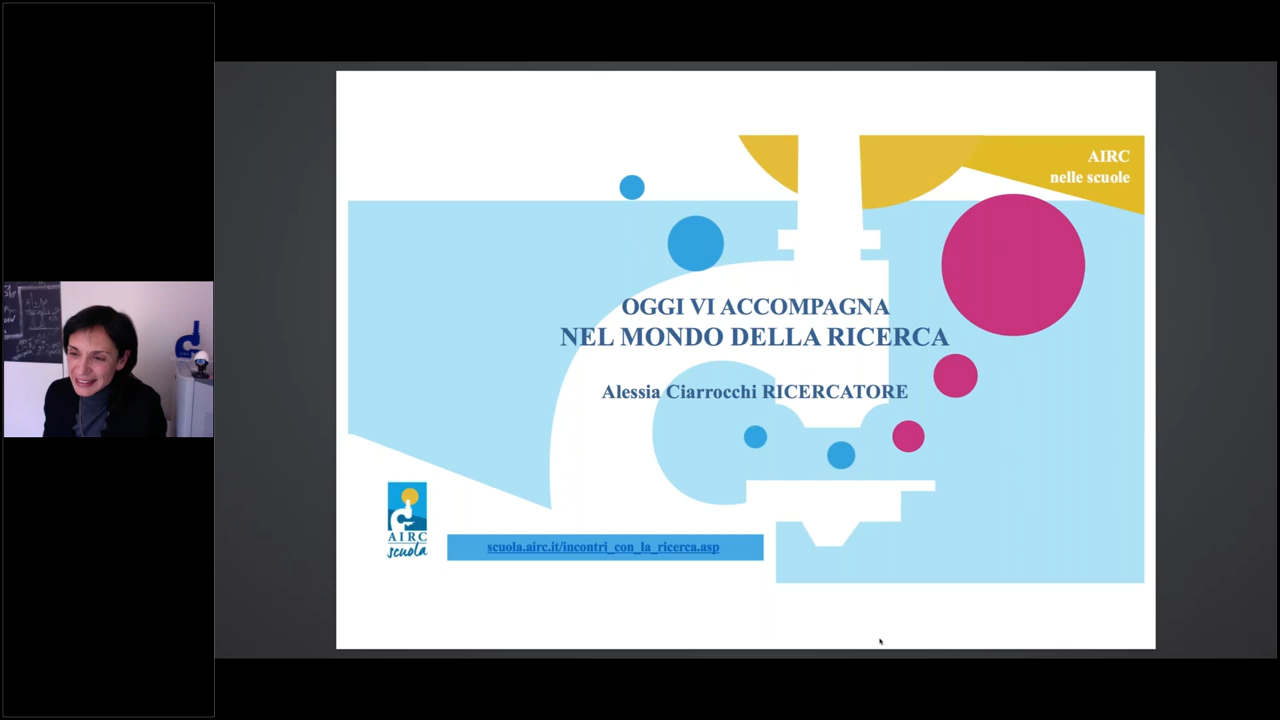 AIRC
nelle scuole
OGGI VI ACCOMPAGNA
NEL MONDO DELLA RICERCA
Alessia Ciarrocchi RICERCATORE
AIRC
scuola
scuola.airc.it/incontri_con_la_ricerca.asp